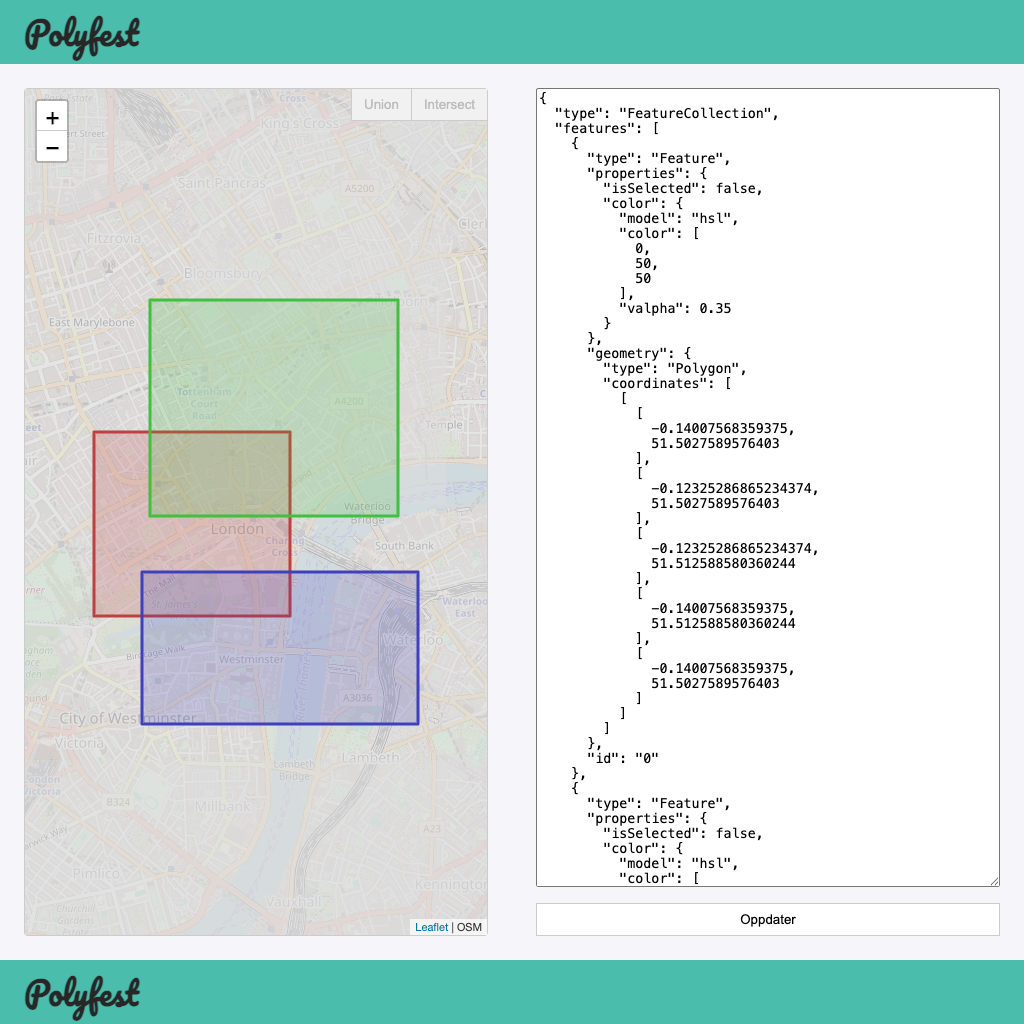 Polyfest
+
−
Union
Intersect
Cross
King's Cross
Saint Pancras
A5200
Fitzrovia
Bloomsbury
East Marylebone
Tottenham
Court
Road
A4200
Temple
Waterloo
Bridge
London
Charing
Cross
South Bank
The Mall
St. James's
Waterloo
East
Waterloo
Birdcage Walk
Westminster
A3036
City of Westminster
Victoria
Lambeth
Lambeth
Bridge
London
Victoria
B324
Millbank
A23
Pimlico
Kennington
Vauxhall
Churchill
Gardens
Leaflet | OSM
{
"type": "FeatureCollection",
"features": [
{
"type": "Feature",
"properties": {
"isSelected": false,
"color": {
"model": "hsl",
"color": [
0,
50,
50
],
"valpha": 0.35
}
},
"geometry": {
"type": "Polygon",
"coordinates": [
[
[
-0.14007568359375,
51.5027589576403
],
[
-0.12325286865234374,
51.5027589576403
],
[
-0.12325286865234374,
51.512588580360244
],
[
-0.14007568359375,
51.512588580360244
],
[
-0.14007568359375,
51.5027589576403
]
]
]
},
"id": "0"
},
{
"type": "Feature",
"properties": {
"isSelected": false,
"color": {
"model": "hsl",
"color": [
Oppdater
Polyfest